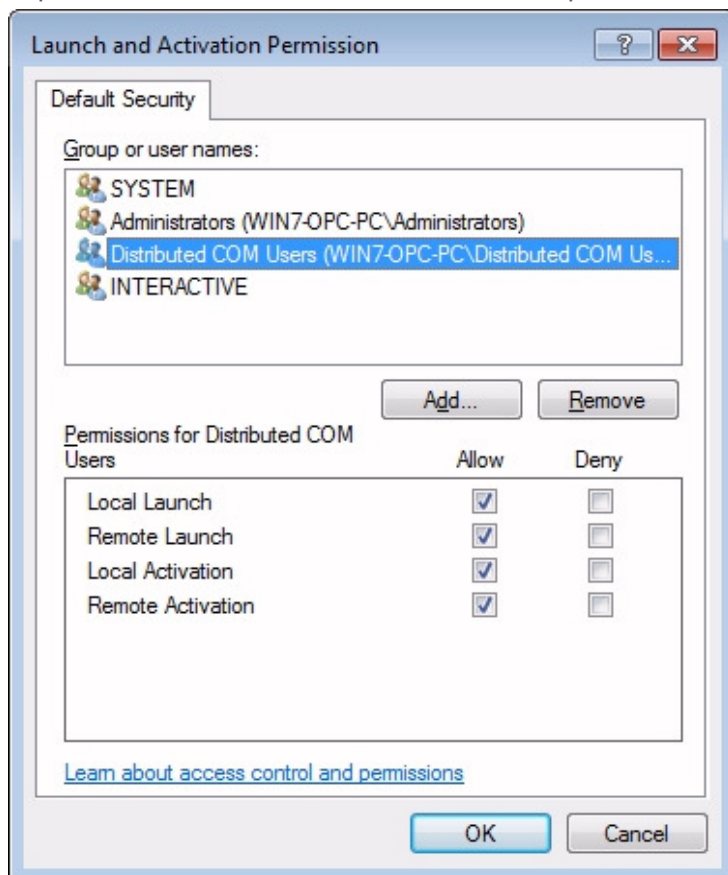 Launch and Activation Permission
Default Security
Group or user names:
SYSTEM
Administrators (WIN7-OPC-PC\Administrators)
Distributed COM Users (WIN7-OPC-PC\Distributed COM Us...
INTERACTIVE
Add...
Remove
Permissions for Distributed COM
Users
Allow
Deny
Local Launch
Remote Launch
Local Activation
Remote Activation
Learn about access control and permissions
OK
Cancel